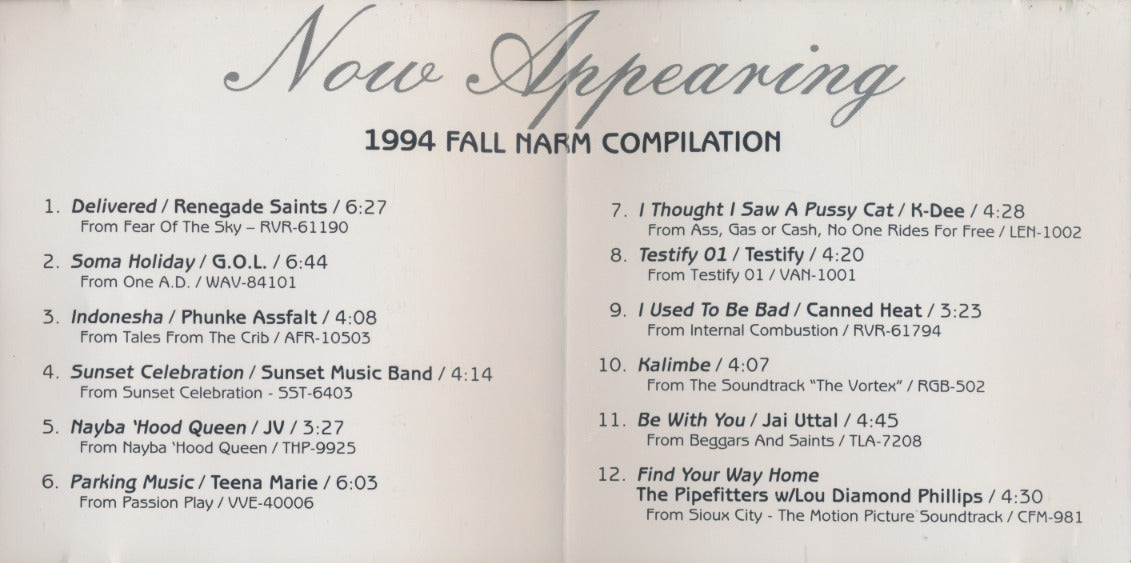 Now Appearing
1994 FALL NARM COMPILATION
1. Delivered / Renegade Saints / 6:27
From Fear Of The Sky – RVR-61190
2. Soma Holiday / G.O.L. / 6:44
From One A.D. / WAV-84101
3. Indonesha / Phunke Assfalt / 4:08
From Tales From The Crib / AFR-10503
4. Sunset Celebration / Sunset Music Band / 4:14
From Sunset Celebration - SST-6403
5. Nayba 'Hood Queen / JV / 3:27
From Nayba 'Hood Queen / THP-9925
6. Parking Music / Teena Marie / 6:03
From Passion Play / VVE-40006
7. I Thought I Saw A Pussy Cat / K-Dee / 4:28
From Ass, Gas or Cash, No One Rides For Free / LEN-1002
8. Testify 01 / Testify / 4:20
From Testify 01 / VAN-1001
9. I Used To Be Bad / Canned Heat / 3:23
From Internal Combustion / RVR-61794
10. Kalimbe / 4:07
From The Soundtrack "The Vortex" / RGB-502
11. Be With You / Jai Uttal / 4:45
From Beggars And Saints / TLA-7208
12. Find Your Way Home
The Pipefitters w/Lou Diamond Phillips / 4:30
From Sioux City - The Motion Picture Soundtrack / CFM-981